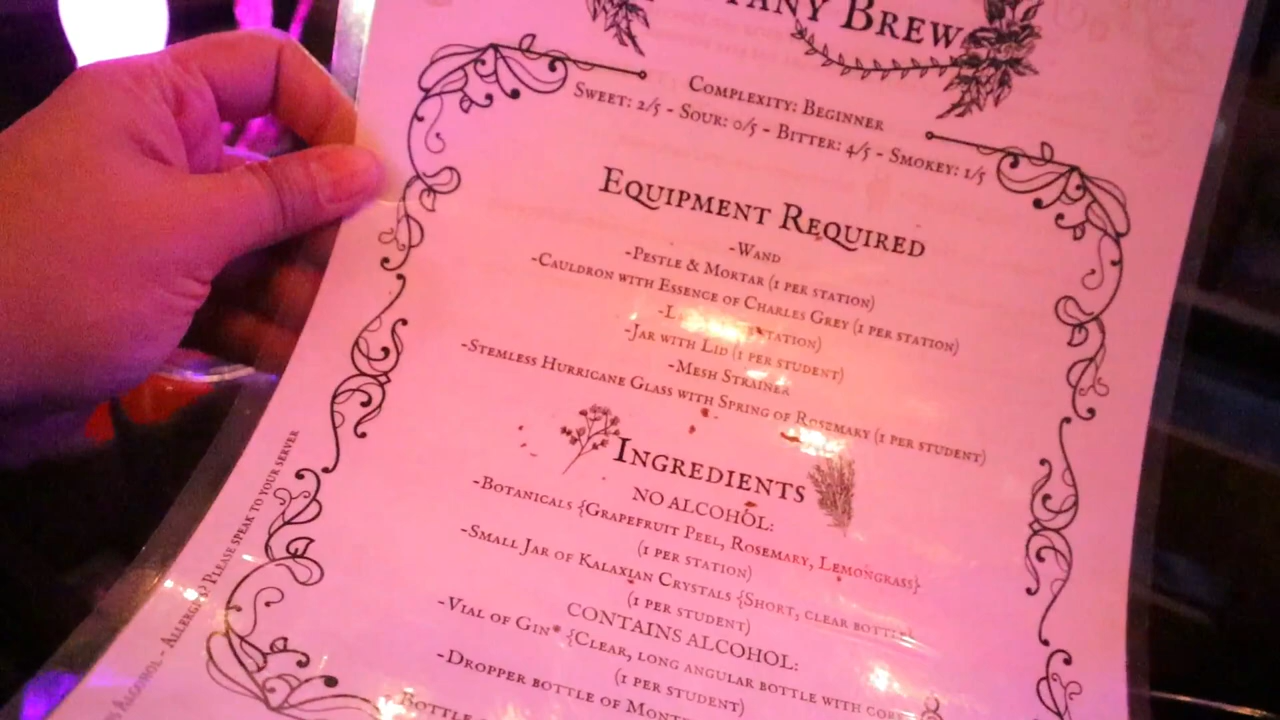 Brew
Complexity: Beginner
Sweet: 2/5 - Sour: 0/5 - Bitter: 4/5 - Smokey: 1/5
Equipment Required
-Wand
-Pestle & Mortar (1 per station)
-Cauldron with Essence of Charles Grey (1 per station)
-Jar with Lid (1 per student)
-Mesh Strainer
-Stemless Hurricane Glass with Spring of Rosemary (1 per student)
Ingredients
NO ALCOHOL:
-Botanicals {Grapefruit Peel, Rosemary, Lemongrass}
(1 per station)
-Small Jar of Kalaxian Crystals {Short, clear bottle}
(1 per student)
CONTAINS ALCOHOL:
-Vial of Gin* {Clear, long angular bottle with
(1 per student)
-Dropper bottle of
-Bottle
Alcohol - Allergies? Please speak to your server